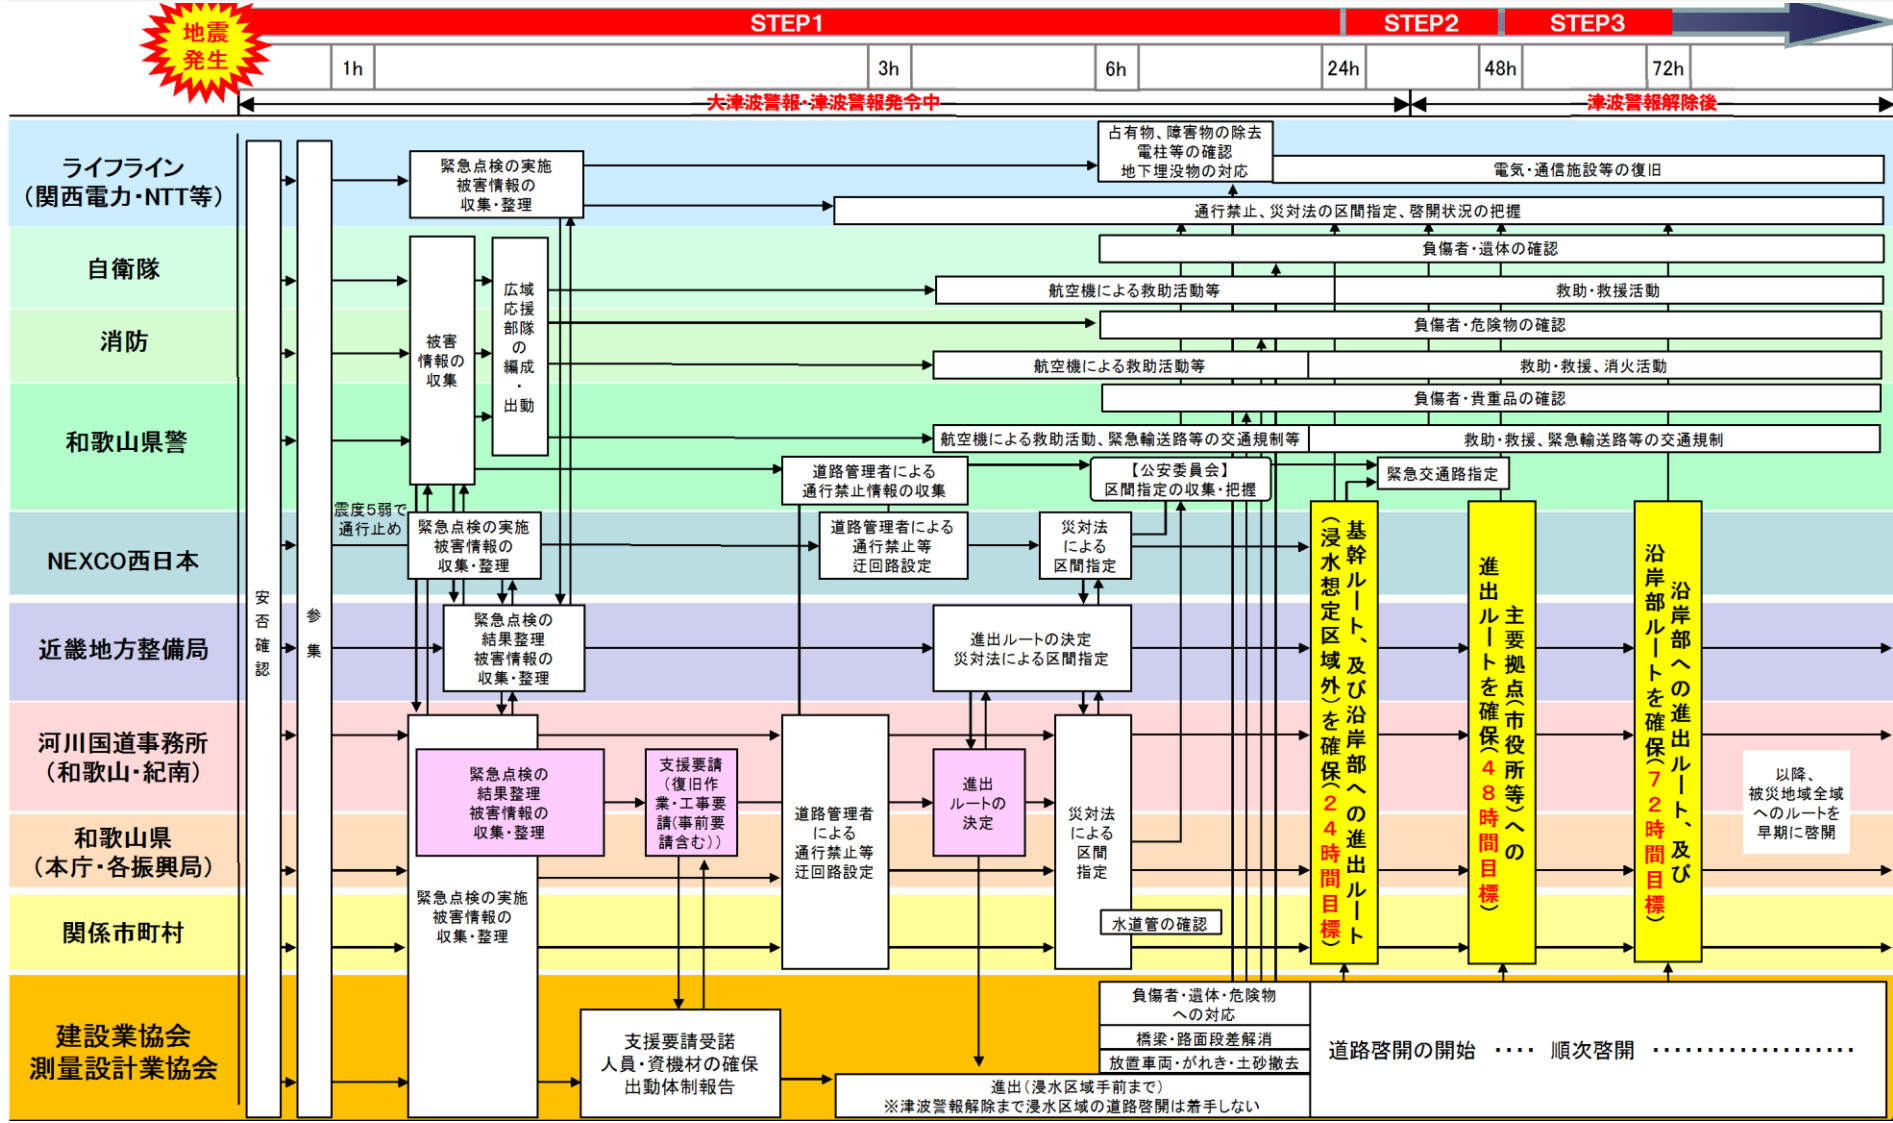 地震
発生
STEP1
STEP2
STEP3
1h
3h
6h
24h
48h
72h
大津波警報・津波警報発令中
津波警報解除後
ライフライン
(関西電力・NTT等)
緊急点検の実施
被害情報の
収集・整理
占有物、障害物の除去
電柱等の確認
地下埋没物の対応
電気・通信施設等の復旧
通行禁止、災対法の区間指定、啓開状況の把握
自衛隊
負傷者・遺体の確認
航空機による救助活動等
救助・救援活動
消防
被害
情報の
収集
広域
応援
部隊
の
編成
・
出動
負傷者・危険物の確認
航空機による救助活動等
救助・救援、消火活動
和歌山県警
負傷者・貴重品の確認
航空機による救助活動、緊急輸送路等の交通規制等
救助・救援、緊急輸送路等の交通規制
道路管理者による
通行禁止情報の収集
【公安委員会】
区間指定の収集・把握
緊急交通路指定
震度5弱で
通行止め
NEXCO西日本
緊急点検の実施
被害情報の
収集・整理
道路管理者による
通行禁止等
迂回路設定
災対法
による
区間指定
安否確認
参集
近畿地方整備局
緊急点検の
結果整理
被害情報の
収集・整理
進出ルートの決定
災対法による区間指定
河川国道事務所
(和歌山・紀南)
緊急点検の
結果整理
被害情報の
収集・整理
支援要請
(復旧作
業・工事要
請(事前要
請含む))
進出
ルートの
決定
道路管理者
による
通行禁止等
迂回路設定
災対法
による
区間
指定
和歌山県
(本庁・各振興局)
緊急点検の実施
被害情報の
収集・整理
関係市町村
水道管の確認
基幹ルート、及び沿岸部への進出ルート
(浸水想定区域外)を確保(24時間目標)
主要拠点(市役所等)への
進出ルートを確保(48時間目標)
沿岸部への進出ルート、及び
沿岸部ルートを確保(72時間目標)
以降、
被災地域全域
へのルートを
早期に啓開
建設業協会
測量設計業協会
支援要請受諾
人員・資機材の確保
出動体制報告
負傷者・遺体・危険物
への対応
橋梁・路面段差解消
放置車両・がれき・土砂撤去
進出(浸水区域手前まで)
※津波警報解除まで浸水区域の道路啓開は着手しない
道路啓開の開始 ‥‥ 順次啓開 ‥‥‥‥‥‥‥‥‥‥